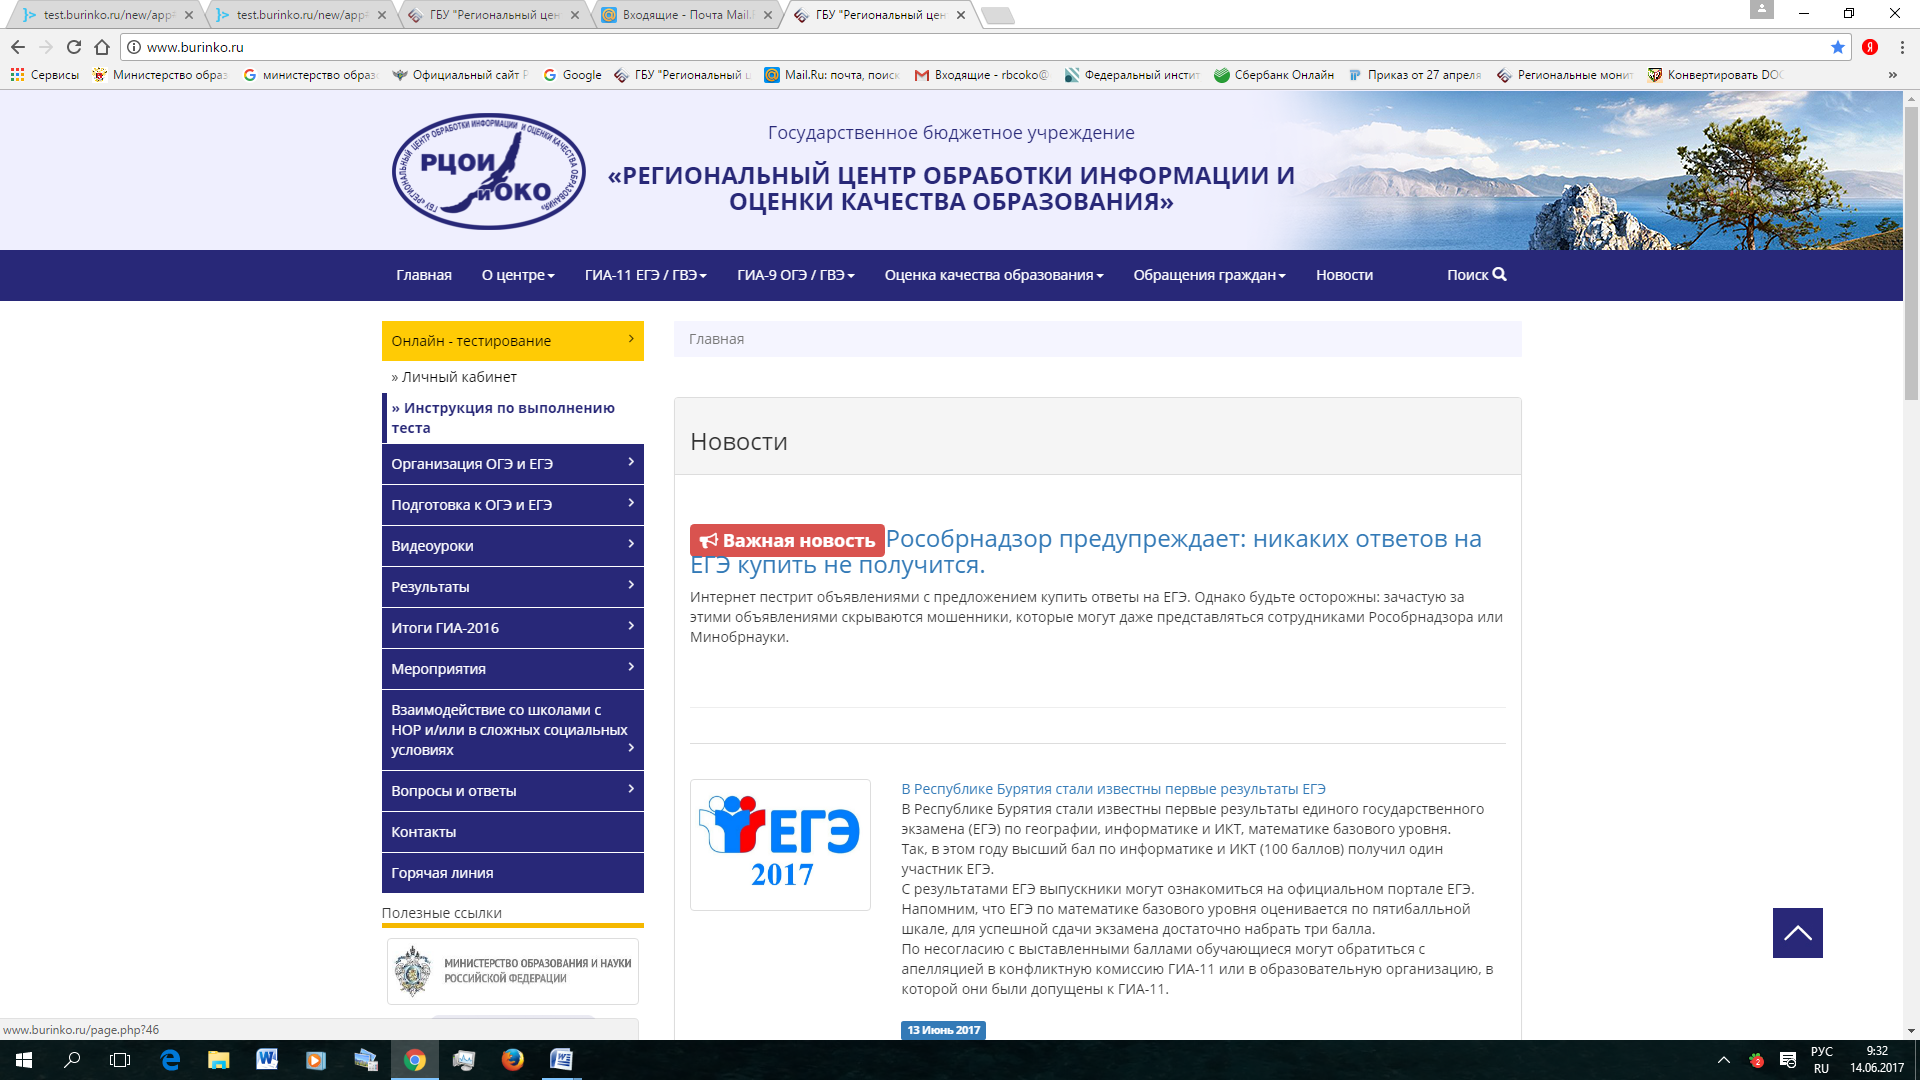 test.burinko.ru/new/app
test.burinko.ru/new/app
ГБУ "Региональный цен
Входящие - Почта Mail.
ГБУ "Региональный цен
www.burinko.ru
Сервисы
Министерство образ
министерство образ
Официальный сайт Р
Google
ГБУ "Региональный ц
Mail.Ru: почта, поиск
Входящие - rbcoko@
Федеральный инстит
Сбербанк Онлайн
Приказ от 27 апреля
Региональные монит
Конвертировать DOC
»
ГБУ «РЕГИОНАЛЬНЫЙ ЦЕНТР ОБРАБОТКИ ИНФОРМАЦИИ И ОЦЕНКИ КАЧЕСТВА ОБРАЗОВАНИЯ»
РЦОИ
и ОКО
Государственное бюджетное учреждение
«РЕГИОНАЛЬНЫЙ ЦЕНТР ОБРАБОТКИ ИНФОРМАЦИИ И
ОЦЕНКИ КАЧЕСТВА ОБРАЗОВАНИЯ»
Главная О центре ГИА-11 ЕГЭ / ГВЭ ГИА-9 ОГЭ / ГВЭ Оценка качества образования Обращения граждан Новости Поиск
Онлайн - тестирование
» Личный кабинет
» Инструкция по выполнению
теста
Организация ОГЭ и ЕГЭ
Подготовка к ОГЭ и ЕГЭ
Видеоуроки
Результаты
Итоги ГИА-2016
Мероприятия
Взаимодействие со школами с
НОР и/или в сложных социальных
условиях
Вопросы и ответы
Контакты
Горячая линия
Полезные ссылки
МИНИСТЕРСТВО ОБРАЗОВАНИЯ И НАУКИ
РОССИЙСКОЙ ФЕДЕРАЦИИ
Главная
Новости
Важная новость Рособрнадзор предупреждает: никаких ответов на
ЕГЭ купить не получится.
Интернет пестрит объявлениями с предложением купить ответы на ЕГЭ. Однако будьте осторожны: зачастую за
этими объявлениями скрываются мошенники, которые могут даже представляться сотрудниками Рособрнадзора или
Минобрнауки.
ЕГЭ
2017
В Республике Бурятия стали известны первые результаты ЕГЭ
В Республике Бурятия стали известны первые результаты единого государственного
экзамена (ЕГЭ) по географии, информатике и ИКТ, математике базового уровня.
Так, в этом году высший бал по информатике и ИКТ (100 баллов) получил один
участник ЕГЭ.
С результатами ЕГЭ выпускники могут ознакомиться на официальном портале ЕГЭ.
Напомним, что ЕГЭ по математике базового уровня оценивается по пятибалльной
шкале, для успешной сдачи экзамена достаточно набрать три балла.
По несогласию с выставленными баллами обучающиеся могут обратиться с
апелляцией в конфликтную комиссию ГИА-11 или в образовательную организацию, в
которой они были допущены к ГИА-11.
13 Июнь 2017
www.burinko.ru/page.php?46
РУС
RU
9:32
14.06.2017